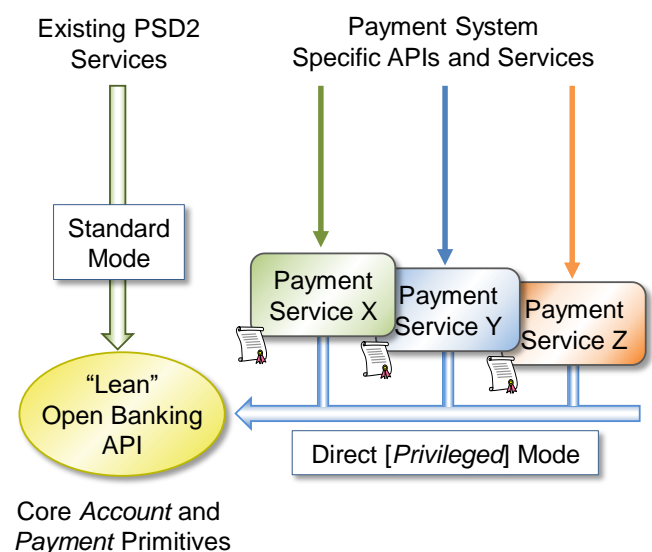 Existing PSD2
Services
Payment System
Specific APIs and Services
Standard
Mode
Payment
Service X
Payment
Service Y
Payment
Service Z
“Lean”
Open Banking
API
Direct [Privileged] Mode
Core Account and
Payment Primitives